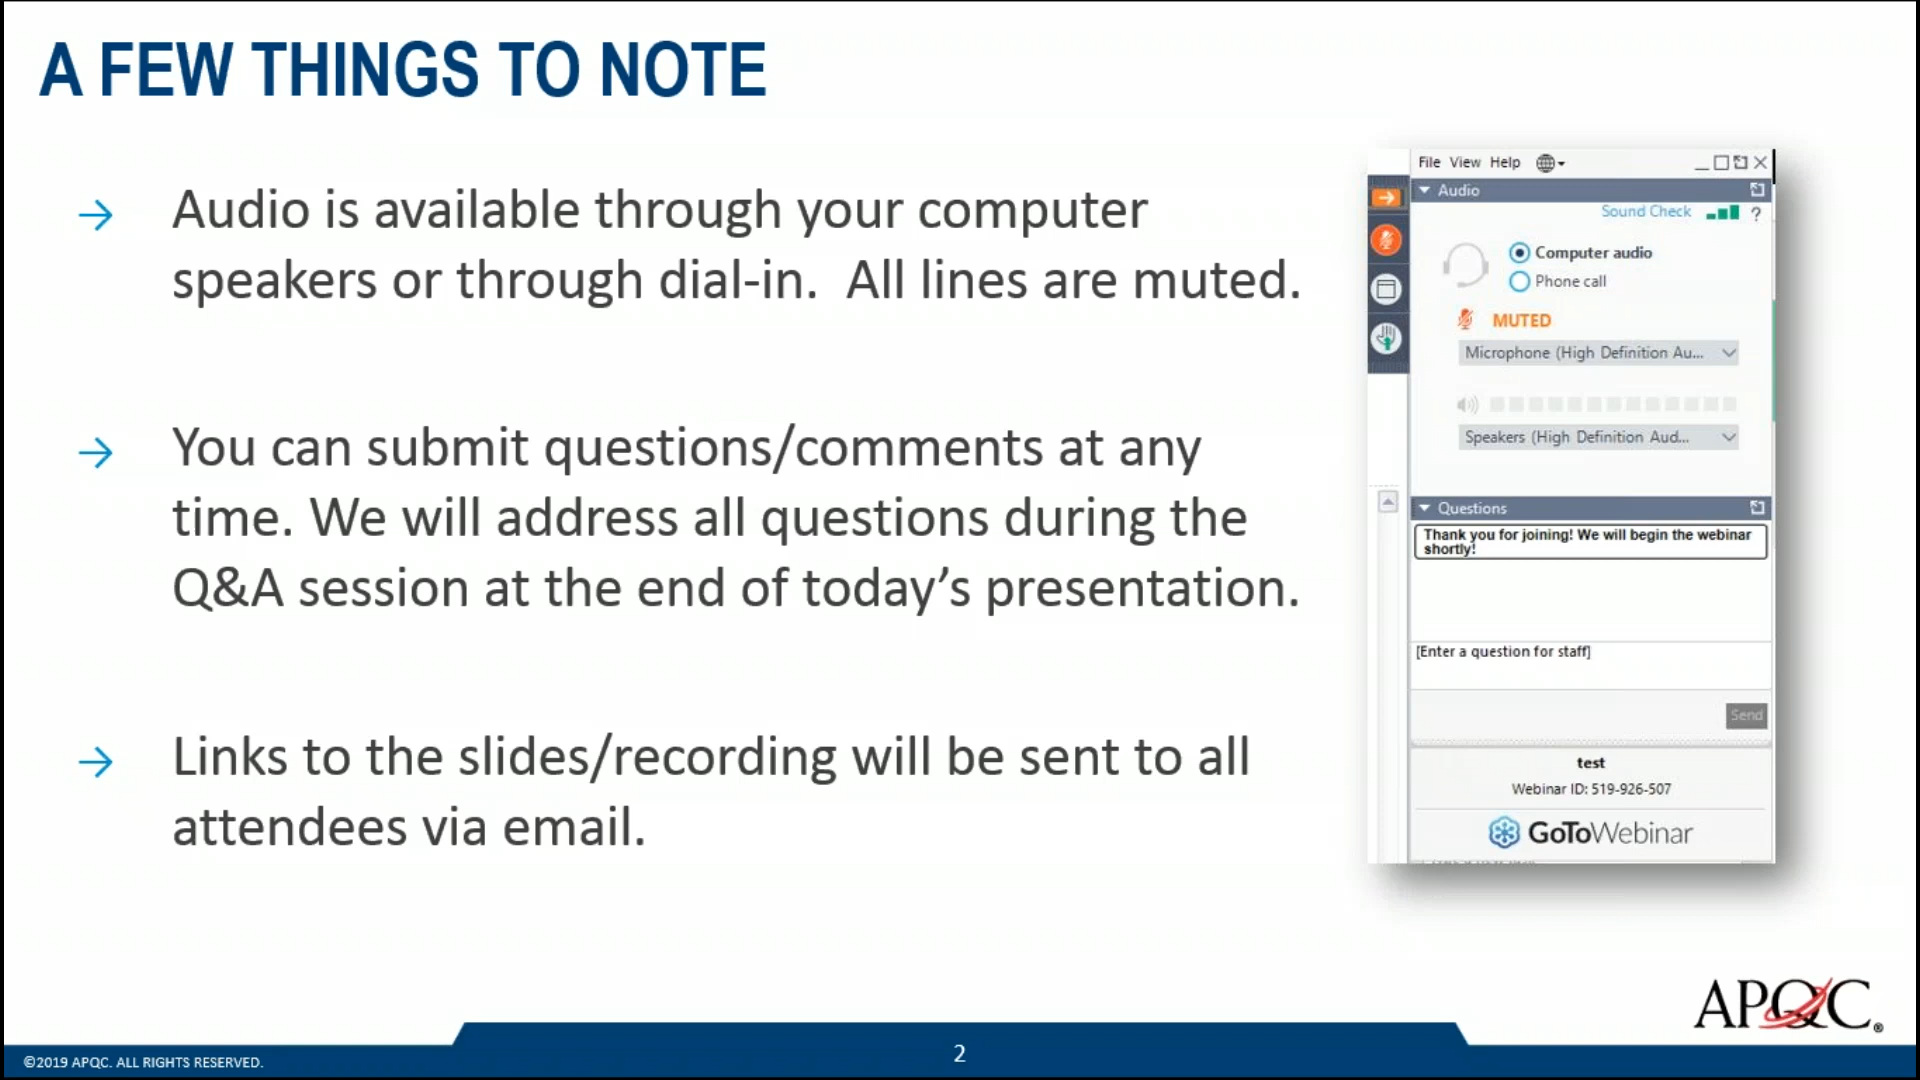 A FEW THINGS TO NOTE
→ Audio is available through your computer
speakers or through dial-in.  All lines are muted.
→ You can submit questions/comments at any
time. We will address all questions during the
Q&A session at the end of today’s presentation.
→ Links to the slides/recording will be sent to all
attendees via email.
File View Help
Audio
Sound Check ?
Computer audio
Phone call
MUTED
Microphone (High Definition Au...
Speakers (High Definition Aud...
Questions
Thank you for joining! We will begin the webinar
shortly!
[Enter a question for staff]
Send
test
Webinar ID: 519-926-507
GoToWebinar
APQC®
©2019 APQC. ALL RIGHTS RESERVED.
2